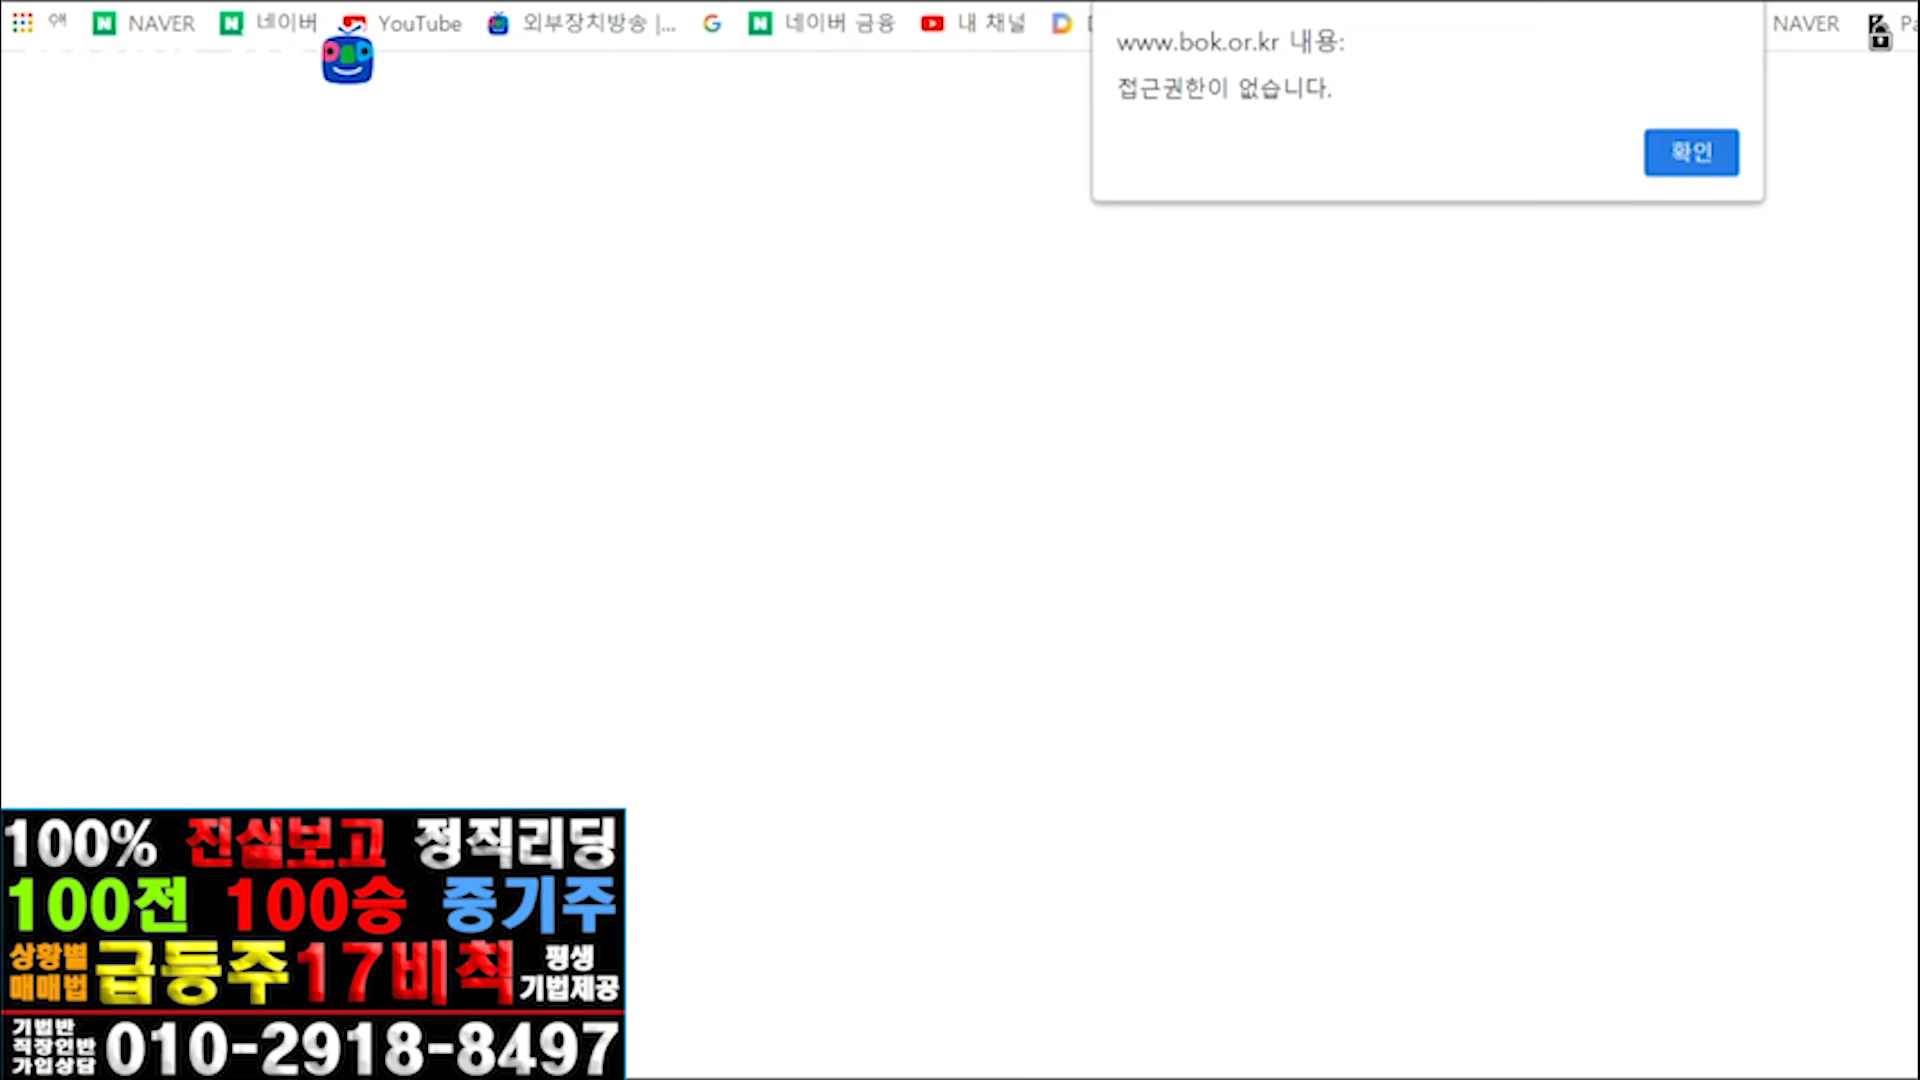 앱 NAVER 네이버 YouTube 외부장치방송 |... 네이버 금융 내 채널 NAVER Pa
www.bok.or.kr 내용:
접근권한이 없습니다.
확인
100% 진실보고 정직리딩
100전 100승 중기주
상황별 매매법 급등주17비책 평생 기법제공
기법반 직장인반 가입상담 010-2918-8497